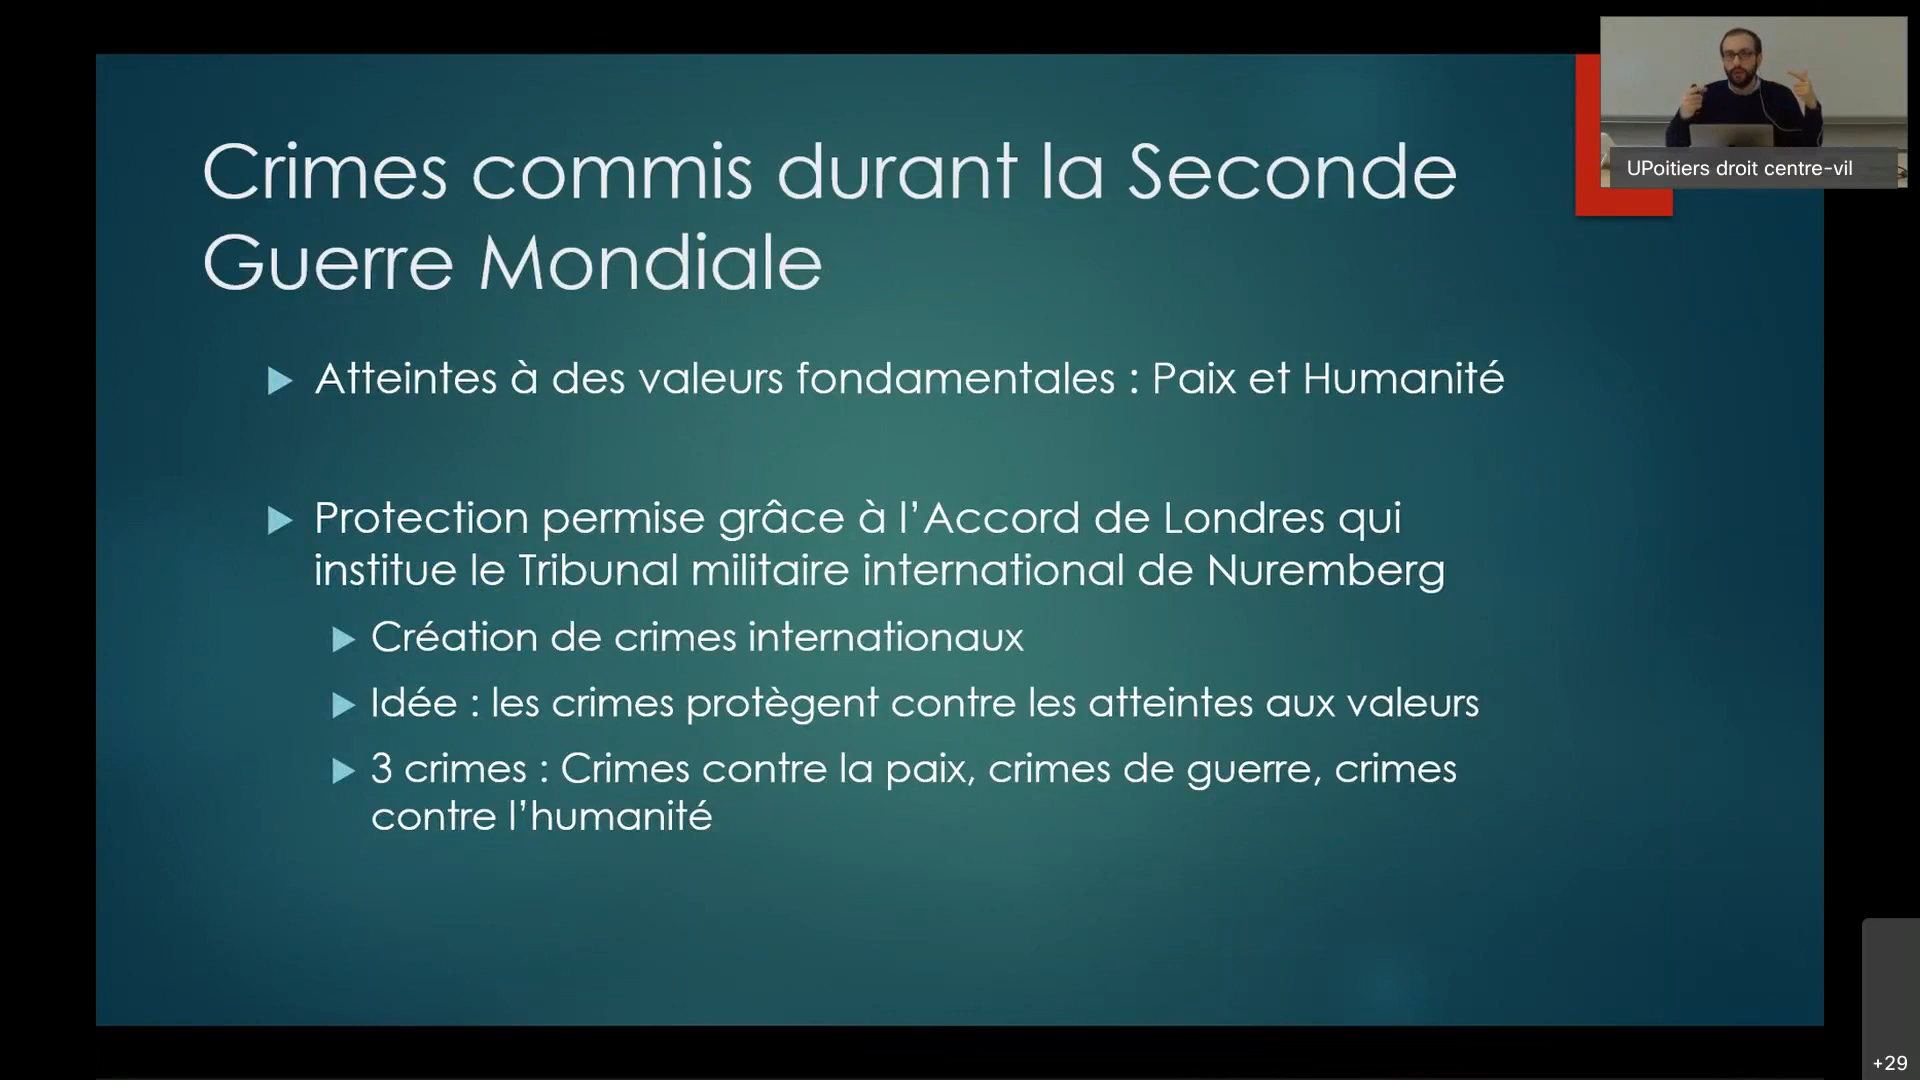 Crimes commis durant la Seconde
Guerre Mondiale
Atteintes à des valeurs fondamentales : Paix et Humanité
Protection permise grâce à l’Accord de Londres qui
institue le Tribunal militaire international de Nuremberg
Création de crimes internationaux
Idée : les crimes protègent contre les atteintes aux valeurs
3 crimes : Crimes contre la paix, crimes de guerre, crimes
contre l’humanité
UPoitiers droit centre-vil
+29